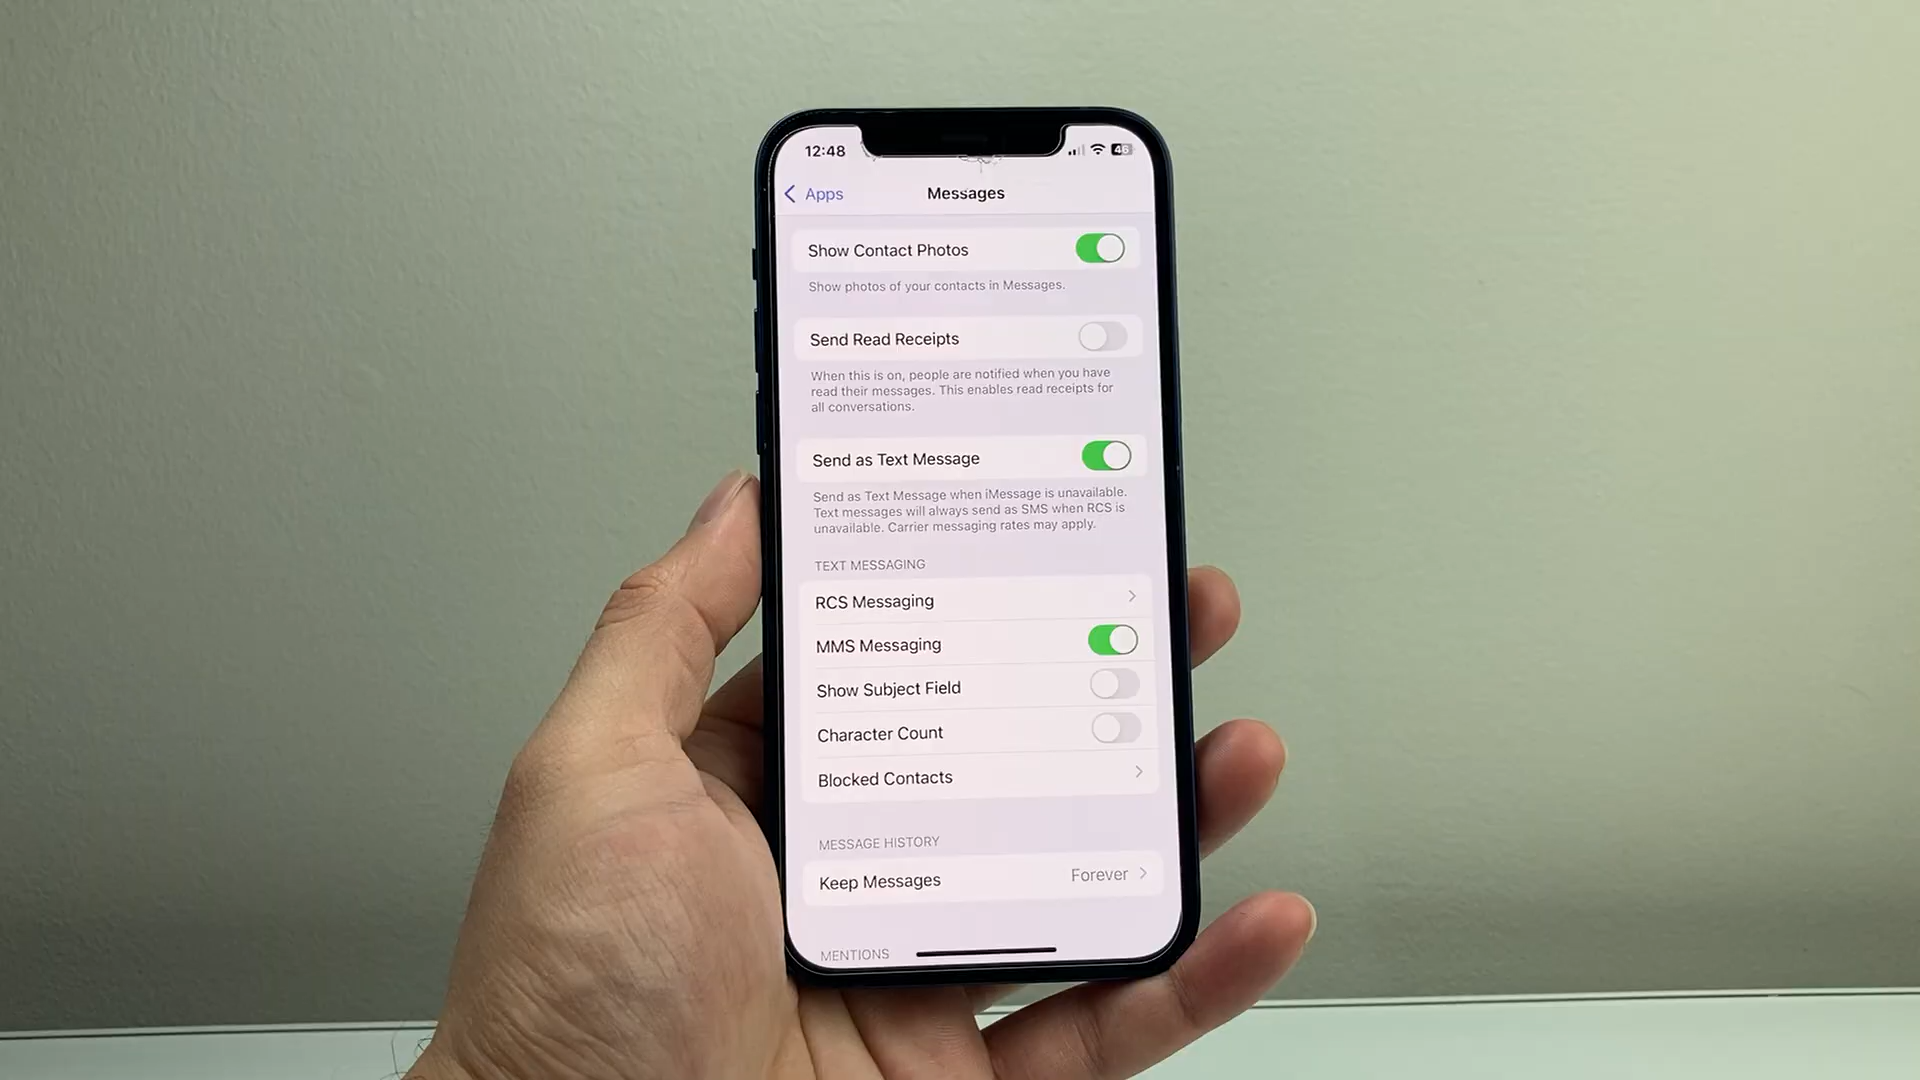 12:48
46
Apps
Messages
Show Contact Photos
Show photos of your contacts in Messages.
Send Read Receipts
When this is on, people are notified when you have
read their messages. This enables read receipts for
all conversations.
Send as Text Message
Send as Text Message when iMessage is unavailable.
Text messages will always send as SMS when RCS is
unavailable. Carrier messaging rates may apply.
TEXT MESSAGING
RCS Messaging
MMS Messaging
Show Subject Field
Character Count
Blocked Contacts
MESSAGE HISTORY
Keep Messages Forever
MENTIONS